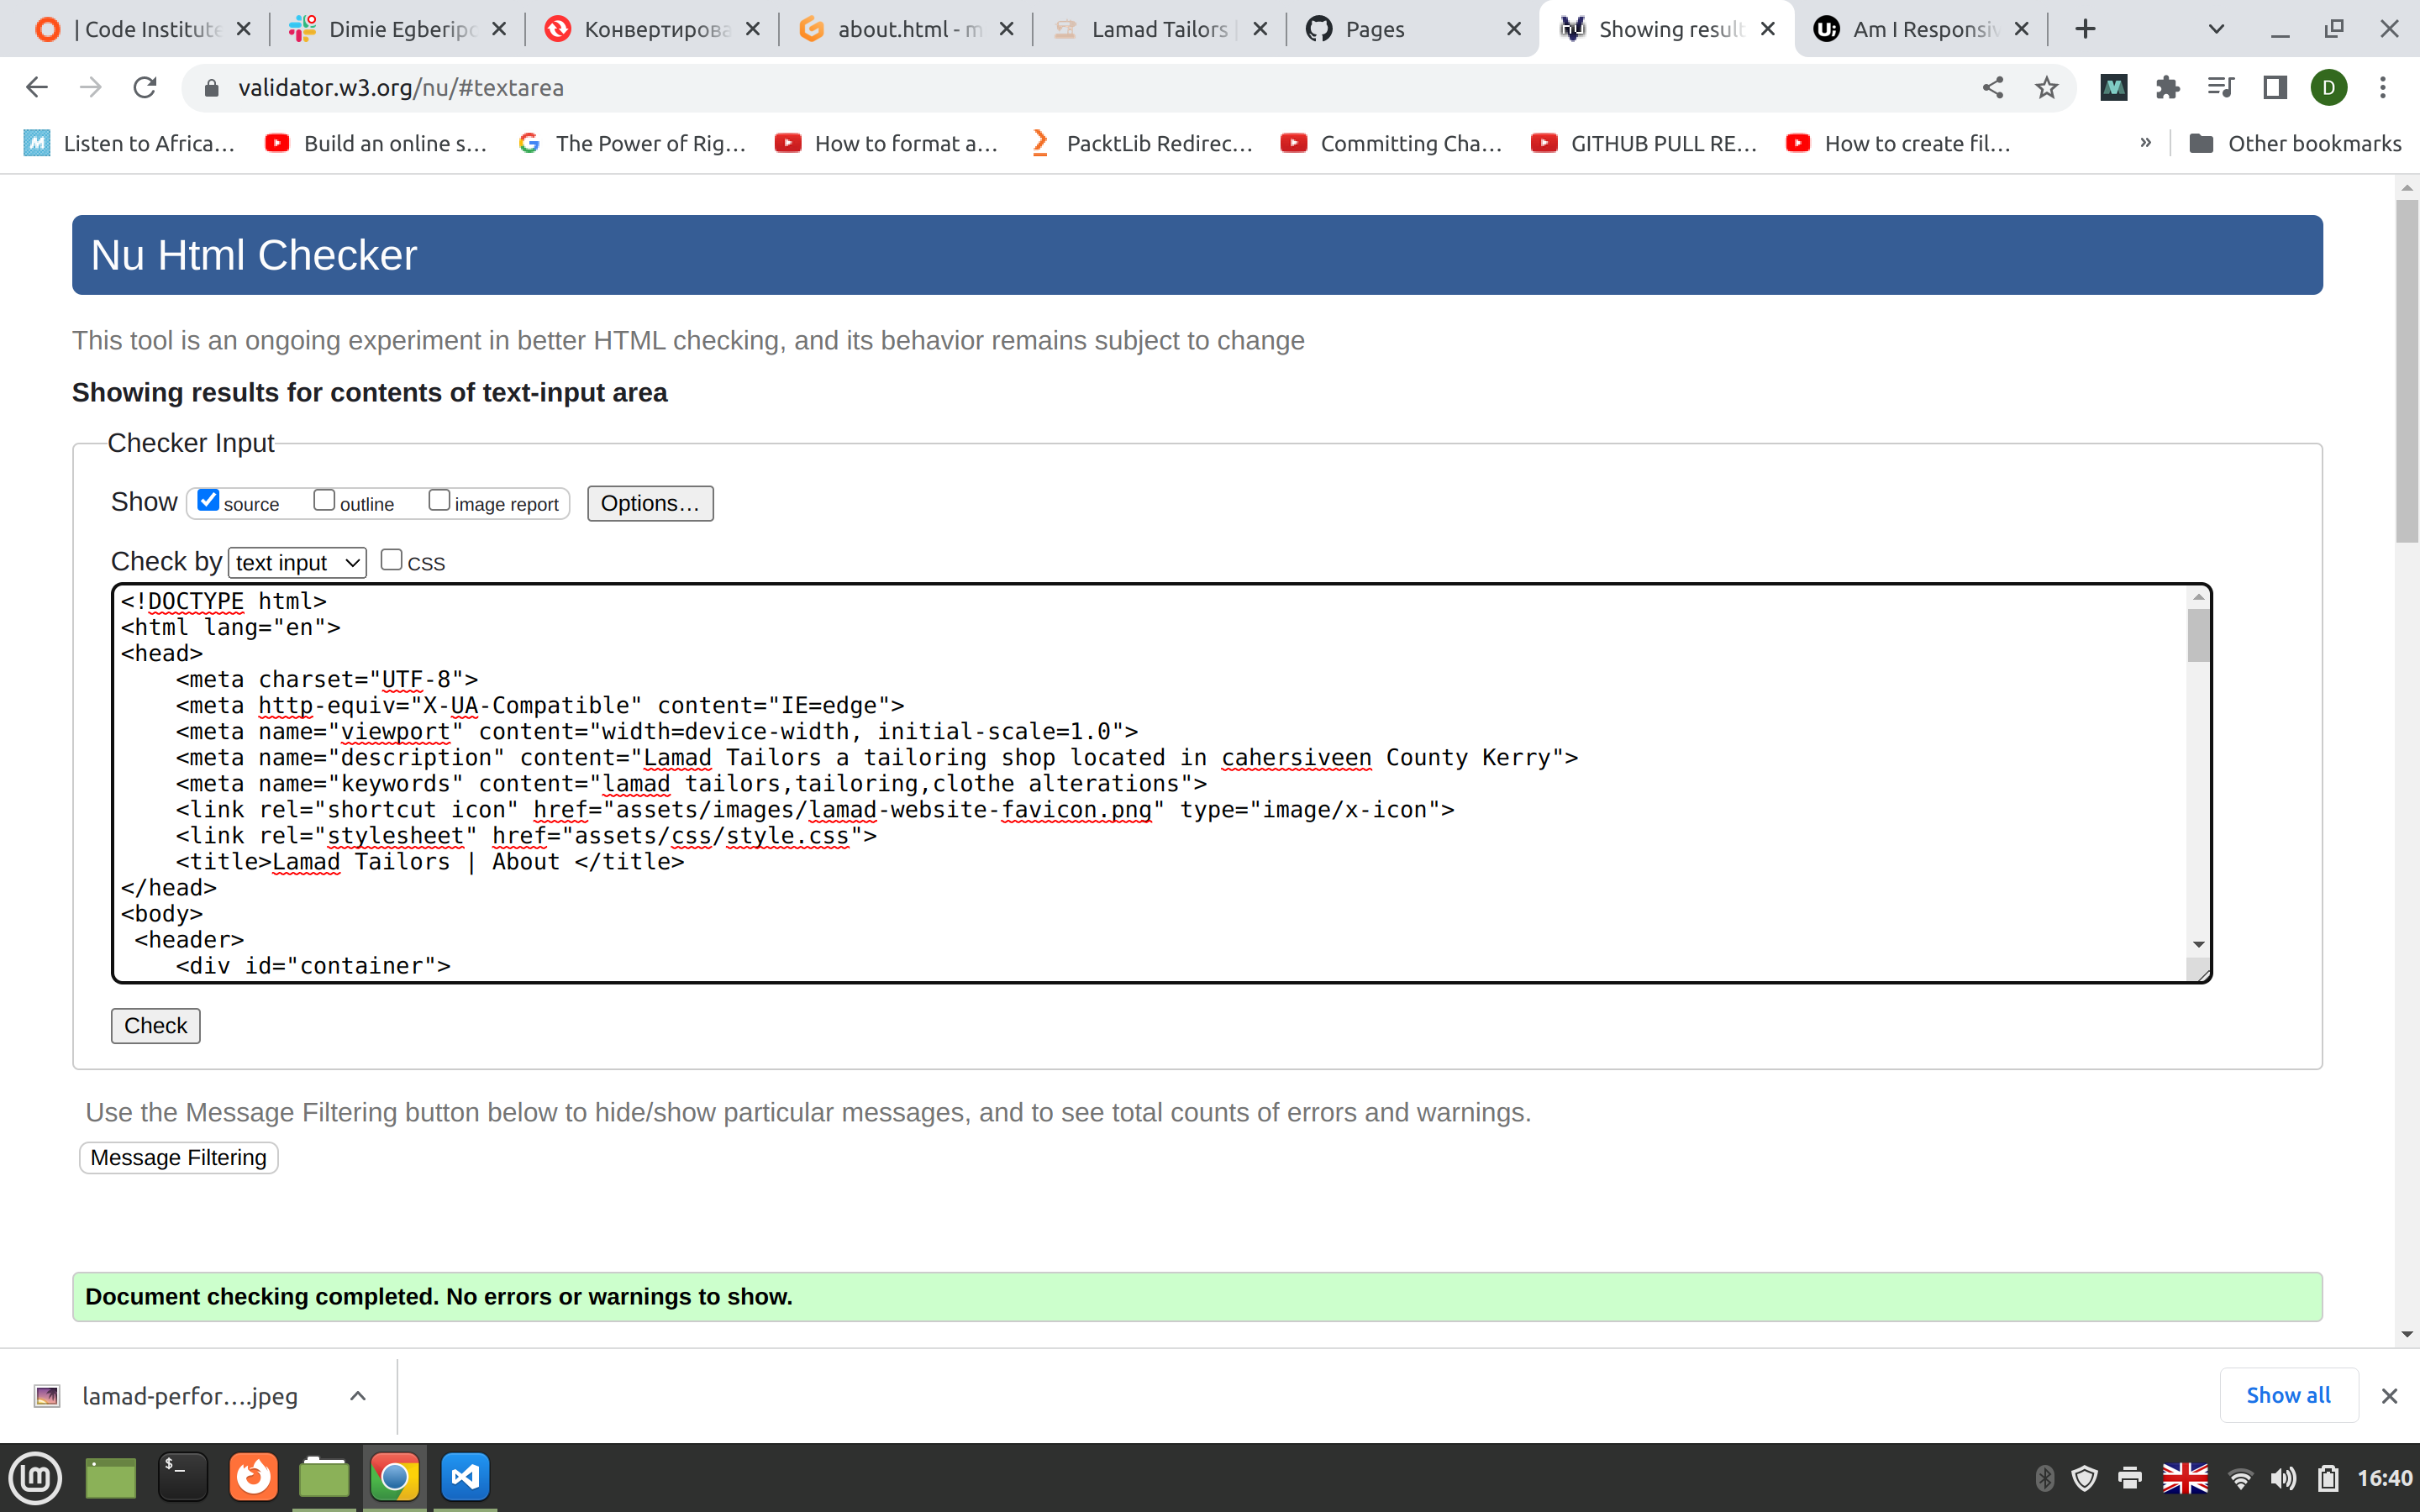 | Code Institute
Dimie Egberipo
Конвертирова
about.html - m
Lamad Tailors |
Pages
Showing result
Am I Responsiv
validator.w3.org/nu/#textarea
D
Listen to Africa...
Build an online s...
The Power of Rig...
How to format a...
PacktLib Redirec...
Committing Cha...
GITHUB PULL RE...
How to create fil...
»
Other bookmarks
Nu Html Checker
This tool is an ongoing experiment in better HTML checking, and its behavior remains subject to change
Showing results for contents of text-input area
Checker Input
Show source outline image report Options...
Check by text input CSS
<!DOCTYPE html>
<html lang="en">
<head>
    <meta charset="UTF-8">
    <meta http-equiv="X-UA-Compatible" content="IE=edge">
    <meta name="viewport" content="width=device-width, initial-scale=1.0">
    <meta name="description" content="Lamad Tailors a tailoring shop located in cahersiveen County Kerry">
    <meta name="keywords" content="lamad tailors,tailoring,clothe alterations">
    <link rel="shortcut icon" href="assets/images/lamad-website-favicon.png" type="image/x-icon">
    <link rel="stylesheet" href="assets/css/style.css">
    <title>Lamad Tailors | About </title>
</head>
<body>
 <header>
    <div id="container">
Check
Use the Message Filtering button below to hide/show particular messages, and to see total counts of errors and warnings.
Message Filtering
Document checking completed. No errors or warnings to show.
lamad-perfor....jpeg
Show all
$_
16:40